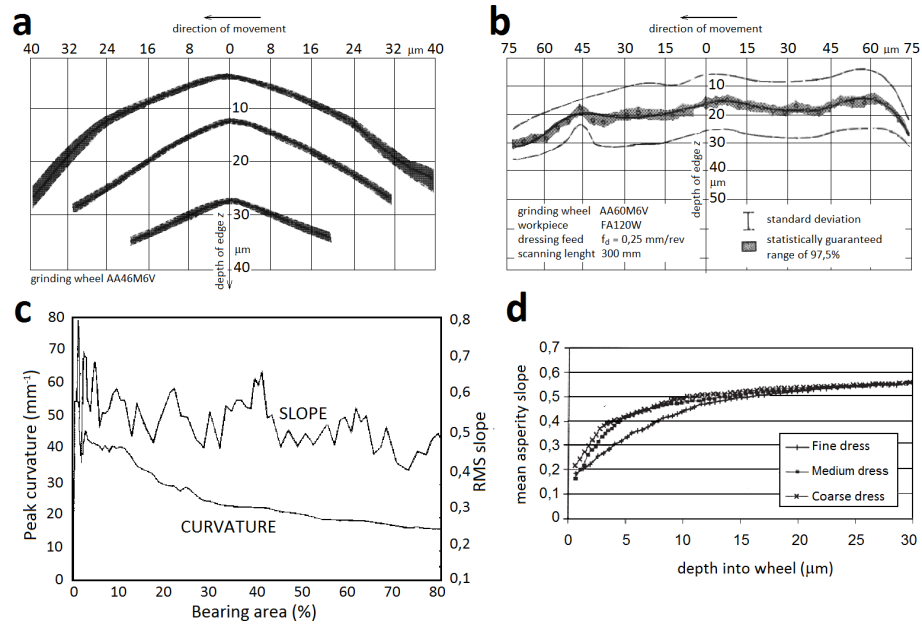 a
direction of movement
40 32 24 16 8 0 8 16 24 32 μm 40
10
20
30
μm
40
depth of edge z
grinding wheel AA46M6V
b
direction of movement
75 60 45 30 15 0 15 30 45 60 μm 75
10
20
30
40
μm
50
depth of edge z
grinding wheel AA60M6V
workpiece FA120W
dressing feed fd = 0,25 mm/rev
scanning lenght 300 mm
standard deviation
statistically guaranteed
range of 97,5%
c
Peak curvature (mm-1)
80
70
60
50
40
30
20
10
0
0,8
0,7
0,6
0,5
0,4
0,3
0,2
0,1
RMS slope
SLOPE
CURVATURE
0 10 20 30 40 50 60 70 80
Bearing area (%)
d
mean asperity slope
0,7
0,6
0,5
0,4
0,3
0,2
0,1
0
Fine dress
Medium dress
Coarse dress
0 5 10 15 20 25 30
depth into wheel (μm)